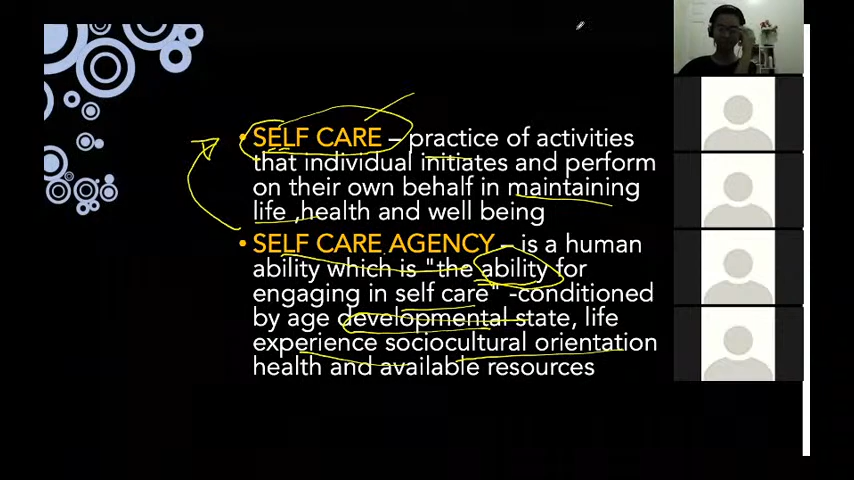 • SELF CARE – practice of activities
that individual initiates and perform
on their own behalf in maintaining
life ,health and well being
• SELF CARE AGENCY – is a human
ability which is "the ability for
engaging in self care" -conditioned
by age developmental state, life
experience sociocultural orientation
health and available resources